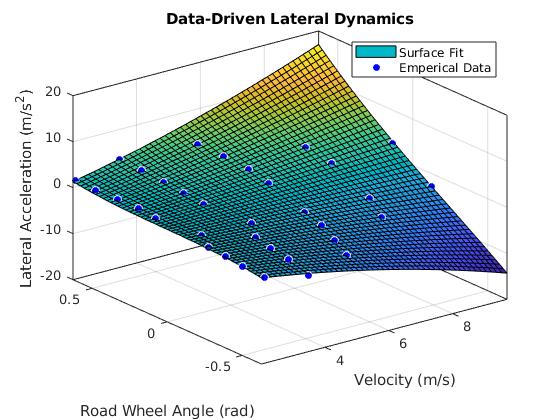 Data-Driven Lateral Dynamics
Surface Fit
Emperical Data
20
10
0
-10
-20
Lateral Acceleration (m/s²)
0.5
0
-0.5
Road Wheel Angle (rad)
4
6
8
Velocity (m/s)